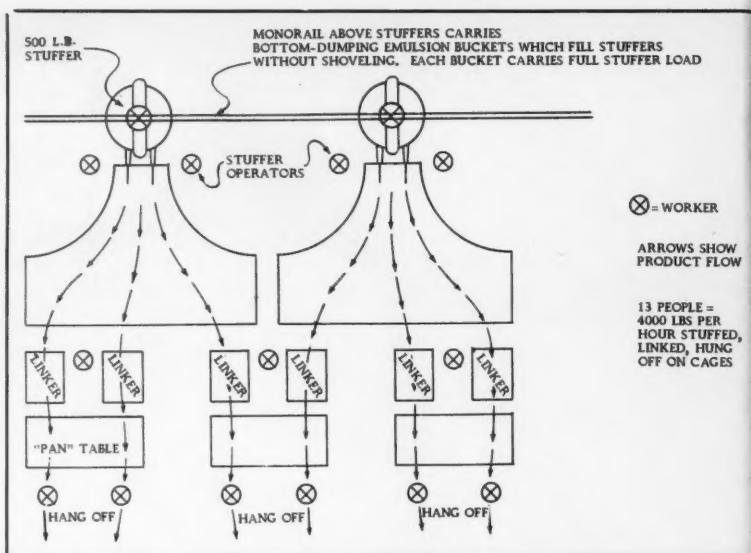 500 L.B.
STUFFER
MONORAIL ABOVE STUFFERS CARRIES
BOTTOM-DUMPING EMULSION BUCKETS WHICH FILL STUFFERS
WITHOUT SHOVELING. EACH BUCKET CARRIES FULL STUFFER LOAD
STUFFER
OPERATORS
= WORKER
ARROWS SHOW
PRODUCT FLOW
13 PEOPLE =
4000 LBS PER
HOUR STUFFED,
LINKED, HUNG
OFF ON CAGES
LINKER
LINKER
LINKER
LINKER
LINKER
LINKER
"PAN" TABLE
HANG OFF
HANG OFF
HANG OFF